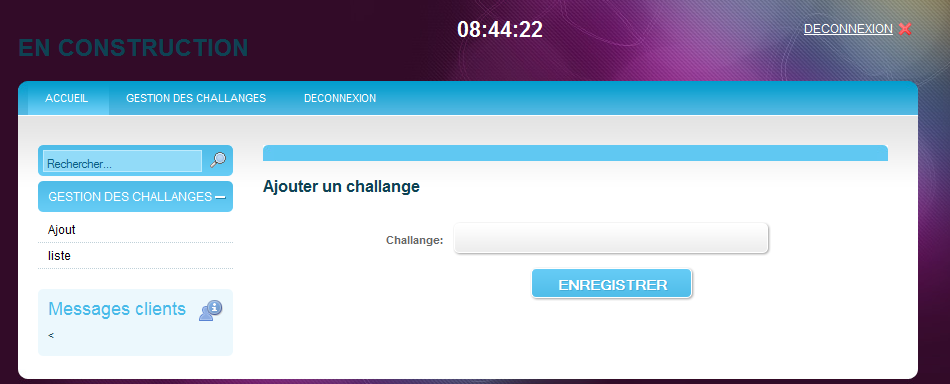 EN CONSTRUCTION
08:44:22
DECONNEXION
ACCUEIL GESTION DES CHALLANGES DECONNEXION
Rechercher...
GESTION DES CHALLANGES
Ajout
liste
Messages clients
<
Ajouter un challange
Challange:
ENREGISTRER